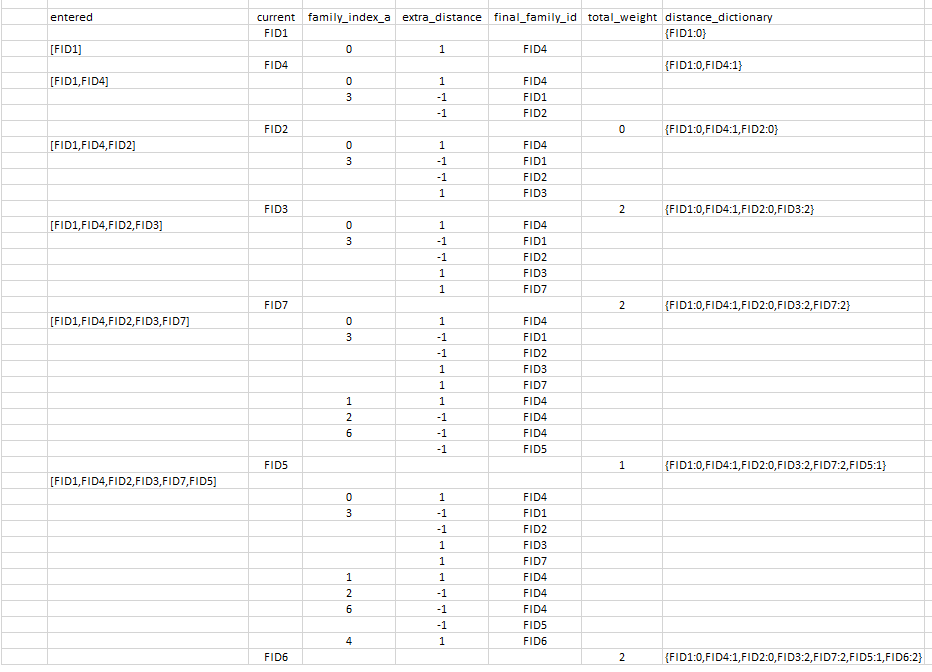 entered current family_index_a extra_distance final_family_id total_weight distance_dictionary
FID1 {FID1:0}
[FID1] 0 1 FID4
FID4 {FID1:0,FID4:1}
[FID1,FID4] 0 1 FID4
3 -1 FID1
-1 FID2
FID2 0 {FID1:0,FID4:1,FID2:0}
[FID1,FID4,FID2] 0 1 FID4
3 -1 FID1
-1 FID2
1 FID3
FID3 2 {FID1:0,FID4:1,FID2:0,FID3:2}
[FID1,FID4,FID2,FID3] 0 1 FID4
3 -1 FID1
-1 FID2
1 FID3
1 FID7
FID7 2 {FID1:0,FID4:1,FID2:0,FID3:2,FID7:2}
[FID1,FID4,FID2,FID3,FID7] 0 1 FID4
3 -1 FID1
-1 FID2
1 FID3
1 FID7
1 1 FID4
2 -1 FID4
6 -1 FID4
-1 FID5
FID5 1 {FID1:0,FID4:1,FID2:0,FID3:2,FID7:2,FID5:1}
[FID1,FID4,FID2,FID3,FID7,FID5]
0 1 FID4
3 -1 FID1
-1 FID2
1 FID3
1 FID7
1 1 FID4
2 -1 FID4
6 -1 FID4
-1 FID5
4 1 FID6
FID6 2 {FID1:0,FID4:1,FID2:0,FID3:2,FID7:2,FID5:1,FID6:2}